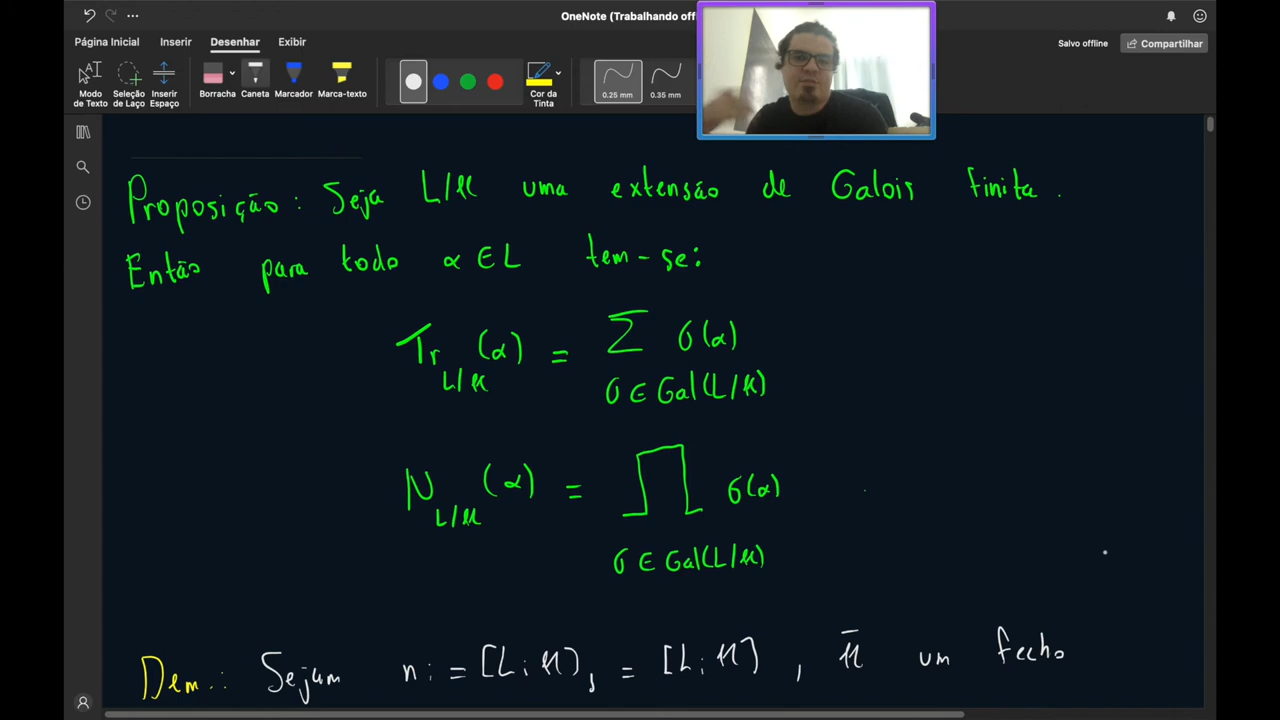 OneNote (Trabalhando off
Página Inicial Inserir Desenhar Exibir
Salvo offline Compartilhar
Modo de Texto
Seleção de Laço
Inserir Espaço
Borracha Caneta Marcador Marca-texto
Cor da Tinta
0.25 mm 0.35 mm
Proposição: Seja L/K uma extensão de Galois finita.
Então para todo α ∈ L tem-se:
Tr_{L/K}(α) = Σ_{σ ∈ Gal(L/K)} σ(α)
N_{L/K}(α) = ∏_{σ ∈ Gal(L/K)} σ(α)
Dem.: Sejam n := [L:K]_s = [L:K], K̄ um fecho